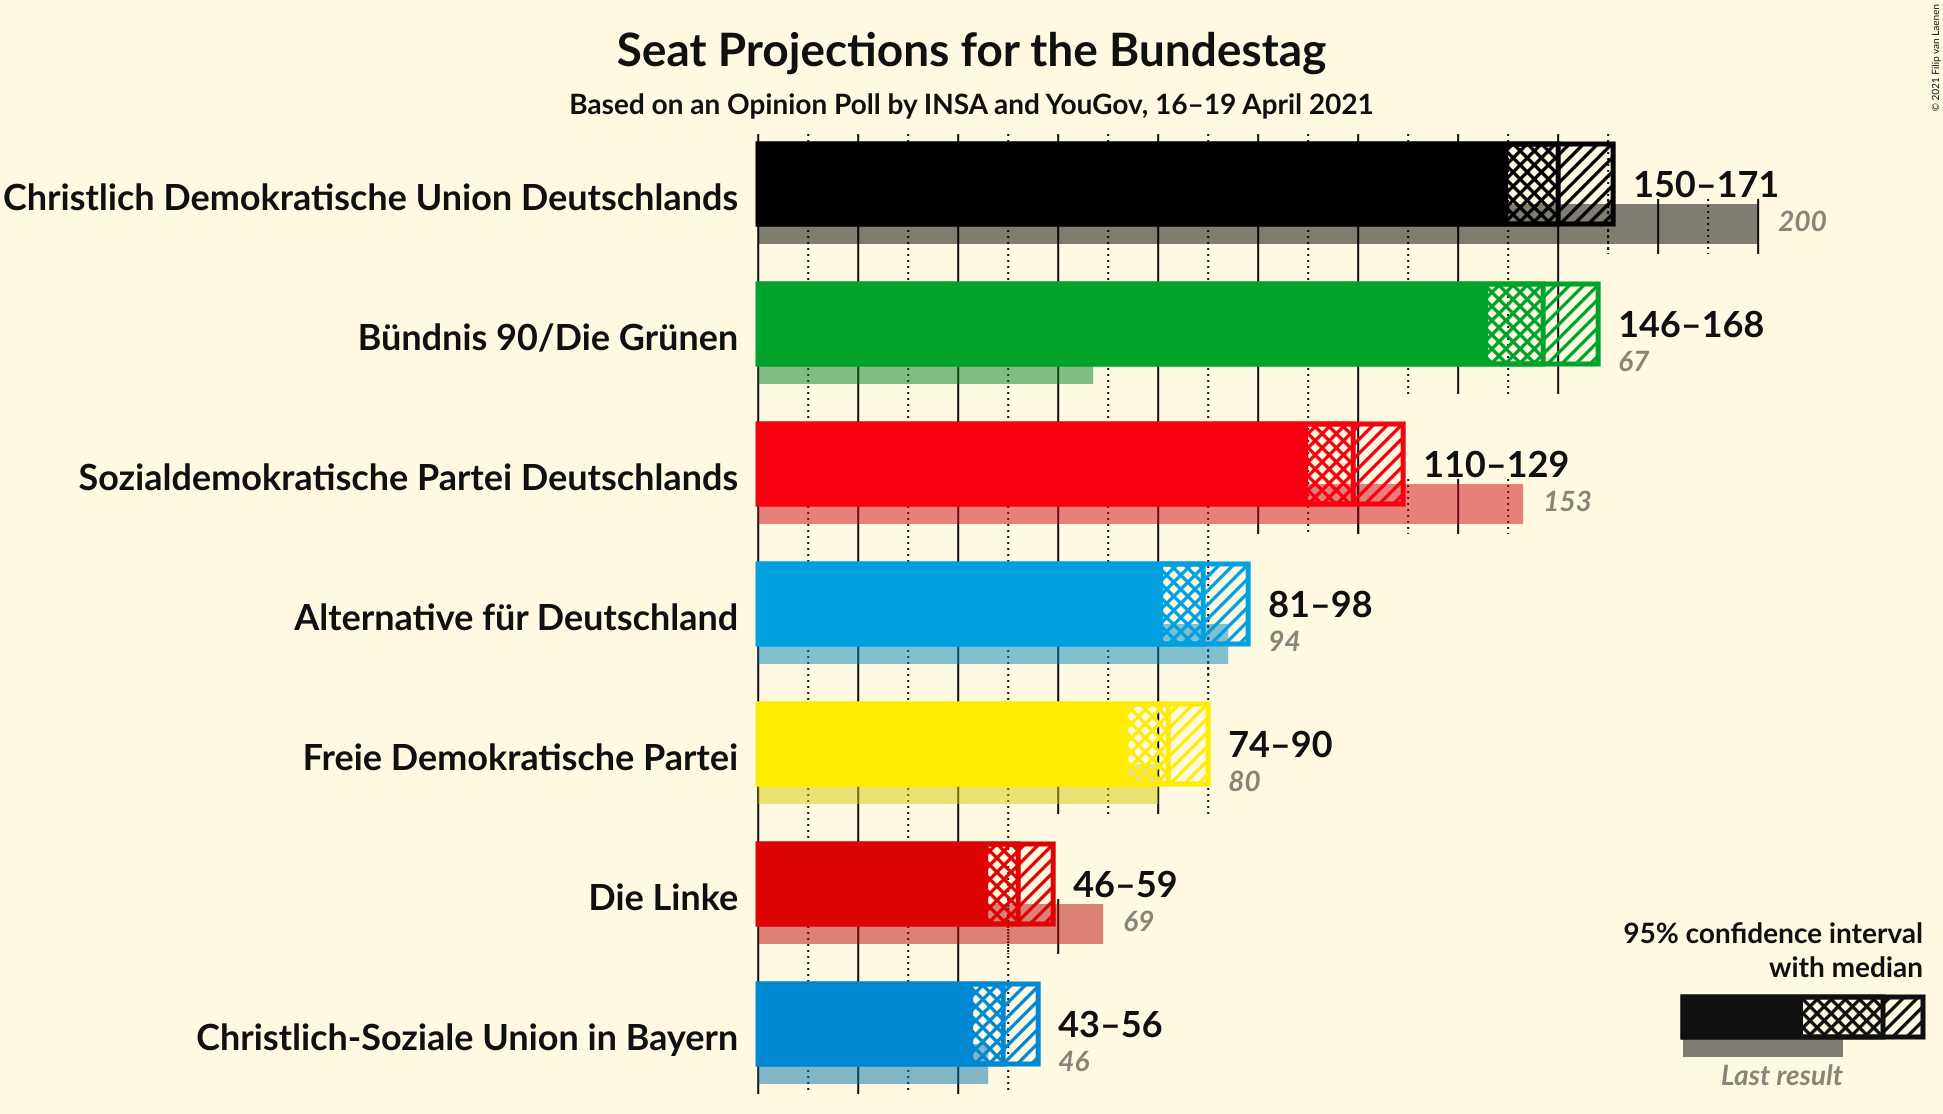 Seat Projections for the Bundestag
Based on an Opinion Poll by INSA and YouGov, 16–19 April 2021
© 2021 Filip van Laenen
Christlich Demokratische Union Deutschlands
150–171
200
Bündnis 90/Die Grünen
146–168
67
Sozialdemokratische Partei Deutschlands
110–129
153
Alternative für Deutschland
81–98
94
Freie Demokratische Partei
74–90
80
Die Linke
46–59
69
Christlich-Soziale Union in Bayern
43–56
46
95% confidence interval
with median
Last result